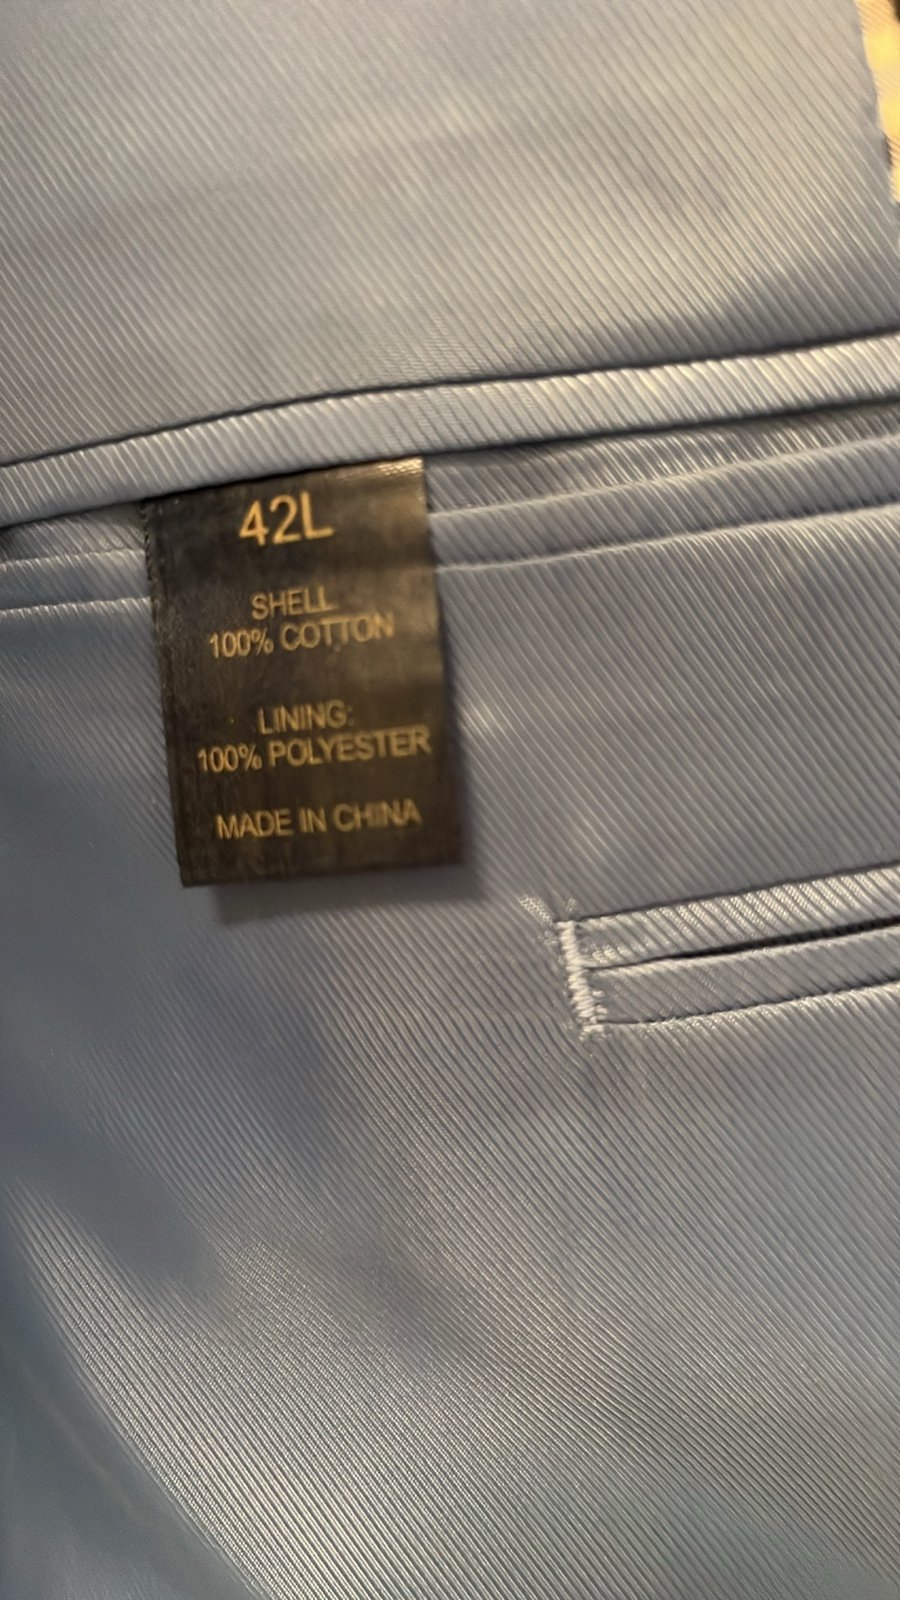 42L
SHELL
100% COTTON
LINING:
100% POLYESTER
MADE IN CHINA